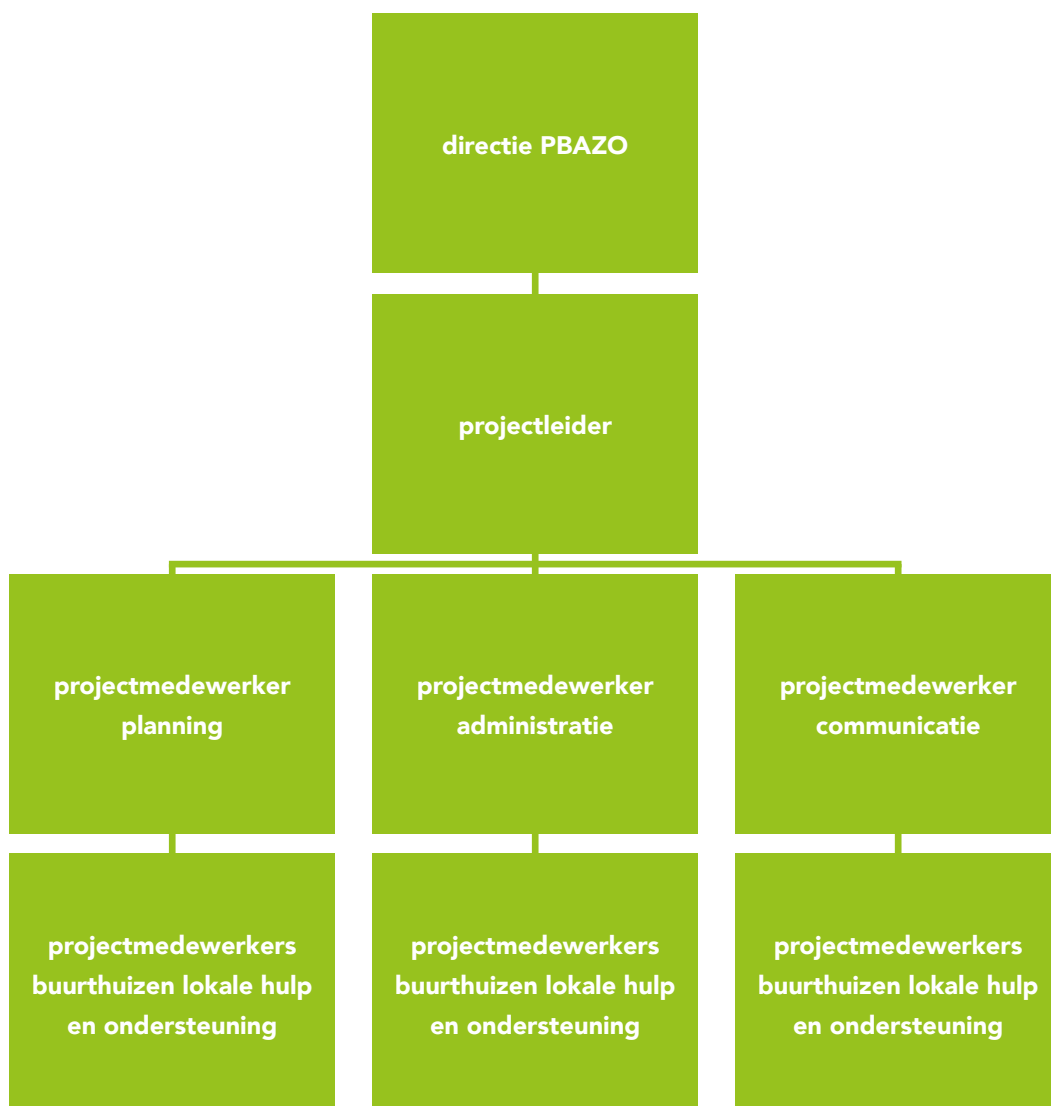 directie PBAZO
projectleider
projectmedewerker
planning
projectmedewerker
administratie
projectmedewerker
communicatie
projectmedewerkers
buurthuizen lokale hulp
en ondersteuning
projectmedewerkers
buurthuizen lokale hulp
en ondersteuning
projectmedewerkers
buurthuizen lokale hulp
en ondersteuning